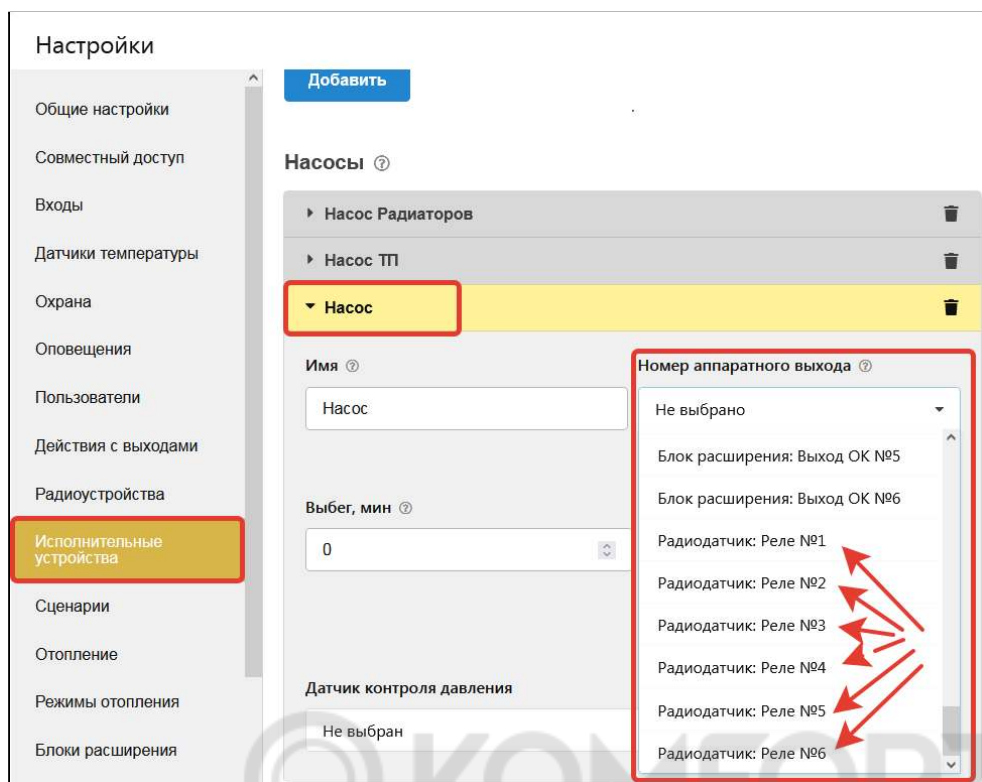 Настройки
Общие настройки
Совместный доступ
Входы
Датчики температуры
Охрана
Оповещения
Пользователи
Действия с выходами
Радиоустройства
Исполнительные
устройства
Сценарии
Отопление
Режимы отопления
Блоки расширения
Добавить
Насосы
Насос Радиаторов
Насос ТП
Насос
Имя
Насос
Номер аппаратного выхода
Не выбрано
Блок расширения: Выход ОК №5
Блок расширения: Выход ОК №6
Радиодатчик: Реле №1
Радиодатчик: Реле №2
Радиодатчик: Реле №3
Радиодатчик: Реле №4
Радиодатчик: Реле №5
Радиодатчик: Реле №6
Выбег, мин
0
Датчик контроля давления
Не выбран
KOMFORT